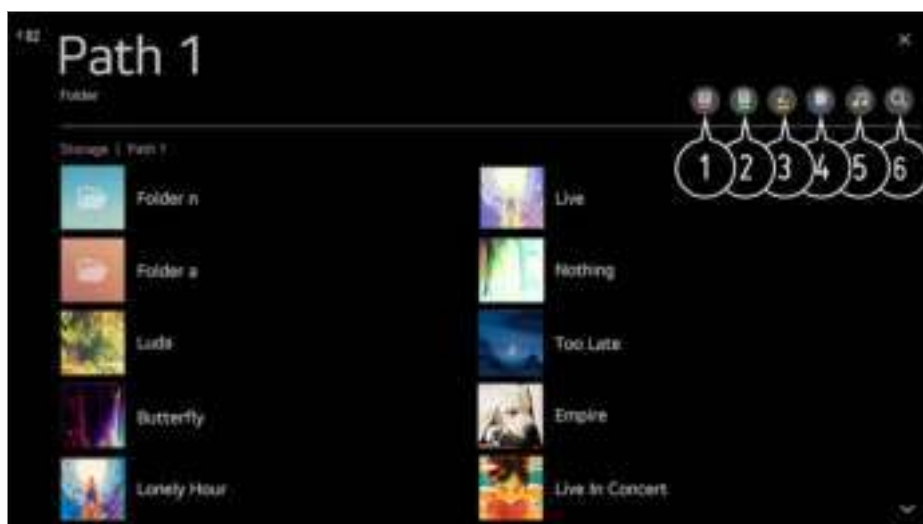 Path 1
Folder
1 2 3 4 5 6
Storage | Path 1
Folder n
Live
Folder a
Nothing
Luda
Too Late
Butterfly
Empire
Lonely Hour
Live In Concert